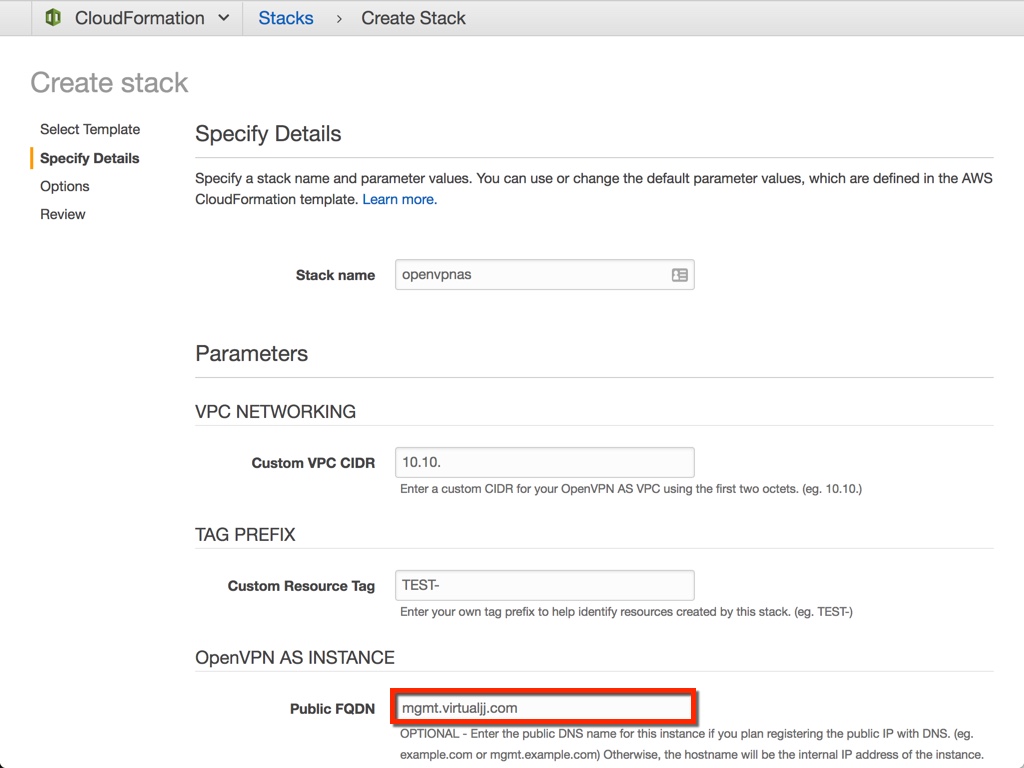 CloudFormation Stacks › Create Stack
Create stack
Select Template
Specify Details
Options
Review
Specify Details
Specify a stack name and parameter values. You can use or change the default parameter values, which are defined in the AWS
CloudFormation template. Learn more.
Stack name openvpnas
Parameters
VPC NETWORKING
Custom VPC CIDR 10.10.
Enter a custom CIDR for your OpenVPN AS VPC using the first two octets. (eg. 10.10.)
TAG PREFIX
Custom Resource Tag TEST-
Enter your own tag prefix to help identify resources created by this stack. (eg. TEST-)
OpenVPN AS INSTANCE
Public FQDN mgmt.virtualjj.com
OPTIONAL - Enter the public DNS name for this instance if you plan registering the public IP with DNS. (eg.
example.com or mgmt.example.com) Otherwise, the hostname will be the internal IP address of the instance.